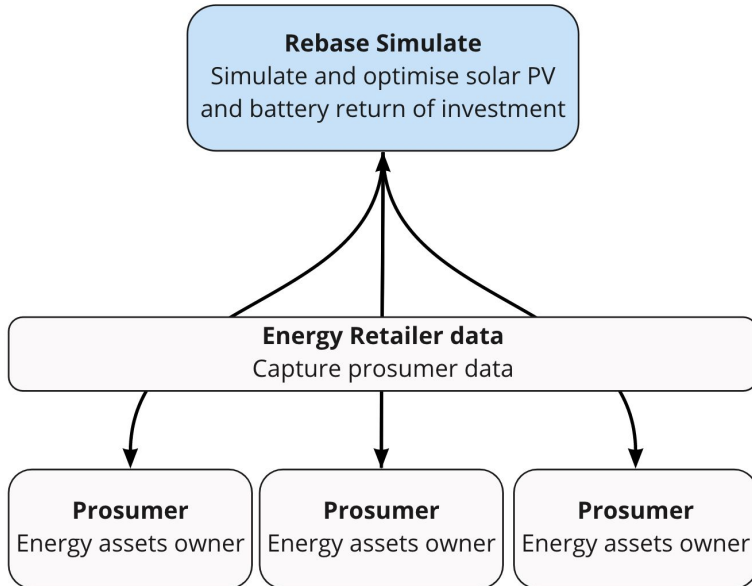 Rebase Simulate
Simulate and optimise solar PV
and battery return of investment
Energy Retailer data
Capture prosumer data
Prosumer
Energy assets owner
Prosumer
Energy assets owner
Prosumer
Energy assets owner